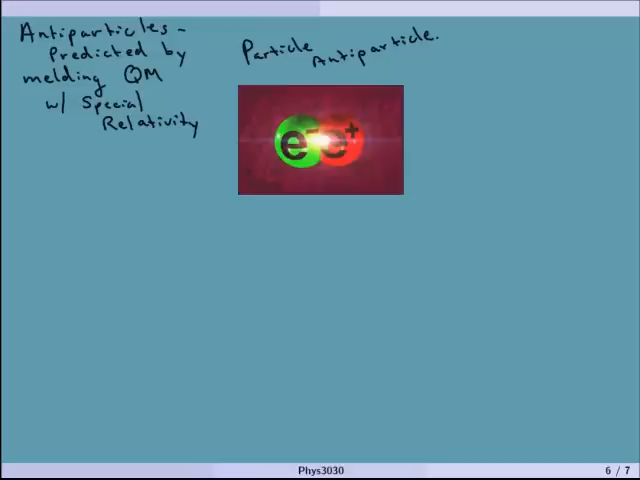 Antiparticles -
Predicted by
melding QM
w/ Special
Relativity
Particle
Antiparticle.
e- e+
Phys3030
6 / 7